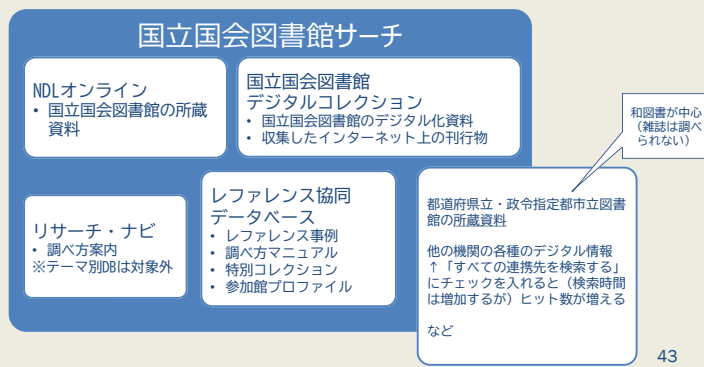 国立国会図書館サーチ
NDLオンライン
• 国立国会図書館の所蔵
資料
国立国会図書館
デジタルコレクション
• 国立国会図書館のデジタル化資料
• 収集したインターネット上の刊行物
和図書が中心
（雑誌は調べ
られない）
リサーチ・ナビ
• 調べ方案内
※テーマ別DBは対象外
レファレンス協同
データベース
• レファレンス事例
• 調べ方マニュアル
• 特別コレクション
• 参加館プロファイル
都道府県立・政令指定都市立図書
館の所蔵資料
他の機関の各種のデジタル情報
↑「すべての連携先を検索する」
にチェックを入れると（検索時間
は増加するが）ヒット数が増える
など
43